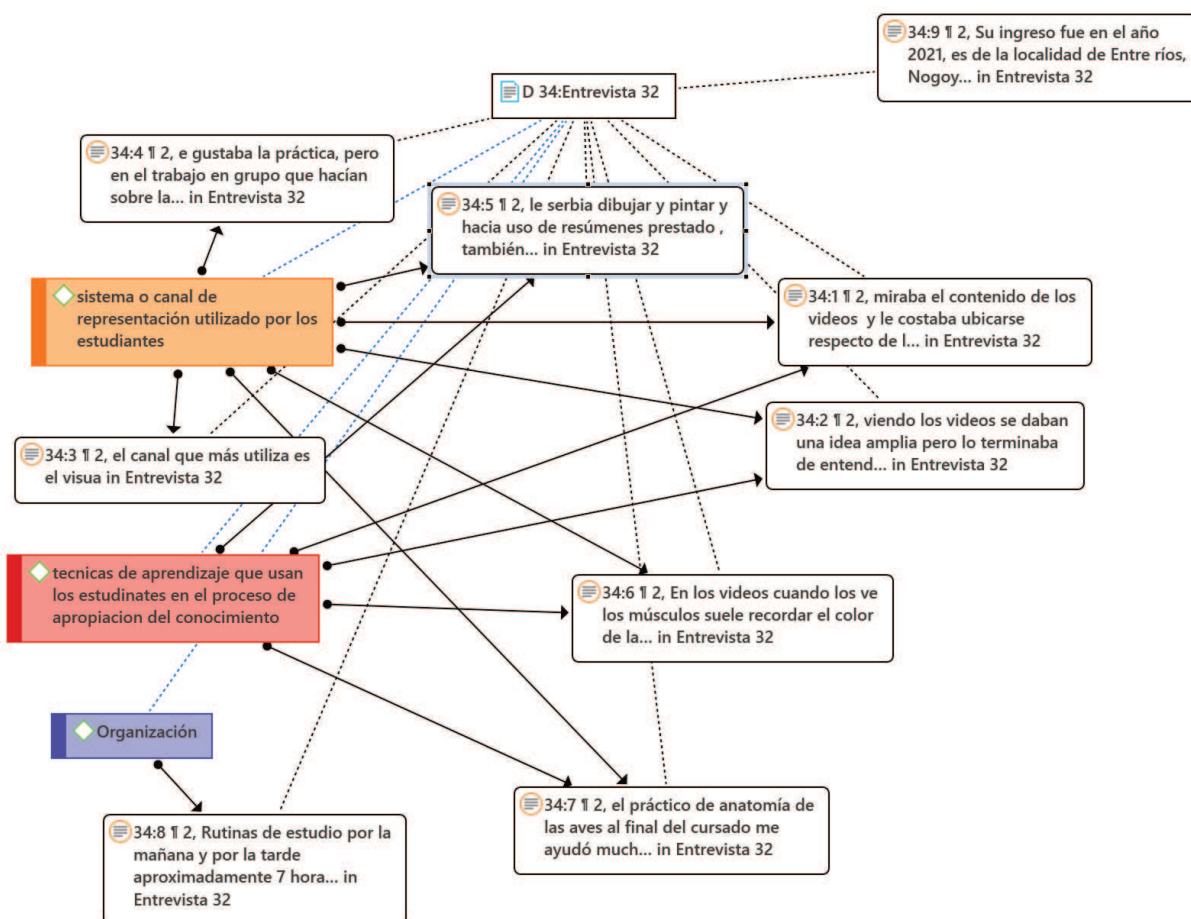 34:9 ¶ 2, Su ingreso fue en el año
2021, es de la localidad de Entre ríos,
Nogoy... in Entrevista 32
D 34:Entrevista 32
34:4 ¶ 2, e gustaba la práctica, pero
en el trabajo en grupo que hacían
sobre la... in Entrevista 32
34:5 ¶ 2, le serbia dibujar y pintar y
hacia uso de resúmenes prestado ,
también... in Entrevista 32
sistema o canal de
representación utilizado por los
estudiantes
34:1 ¶ 2, miraba el contenido de los
videos y le costaba ubicarse
respecto de l... in Entrevista 32
34:2 ¶ 2, viendo los videos se daban
una idea amplia pero lo terminaba
de entend... in Entrevista 32
34:3 ¶ 2, el canal que más utiliza es
el visua in Entrevista 32
tecnicas de aprendizaje que usan
los estudinates en el proceso de
apropiacion del conocimiento
34:6 ¶ 2, En los videos cuando los ve
los músculos suele recordar el color
de la... in Entrevista 32
Organización
34:7 ¶ 2, el práctico de anatomía de
las aves al final del cursado me
ayudó much... in Entrevista 32
34:8 ¶ 2, Rutinas de estudio por la
mañana y por la tarde
aproximadamente 7 hora... in
Entrevista 32